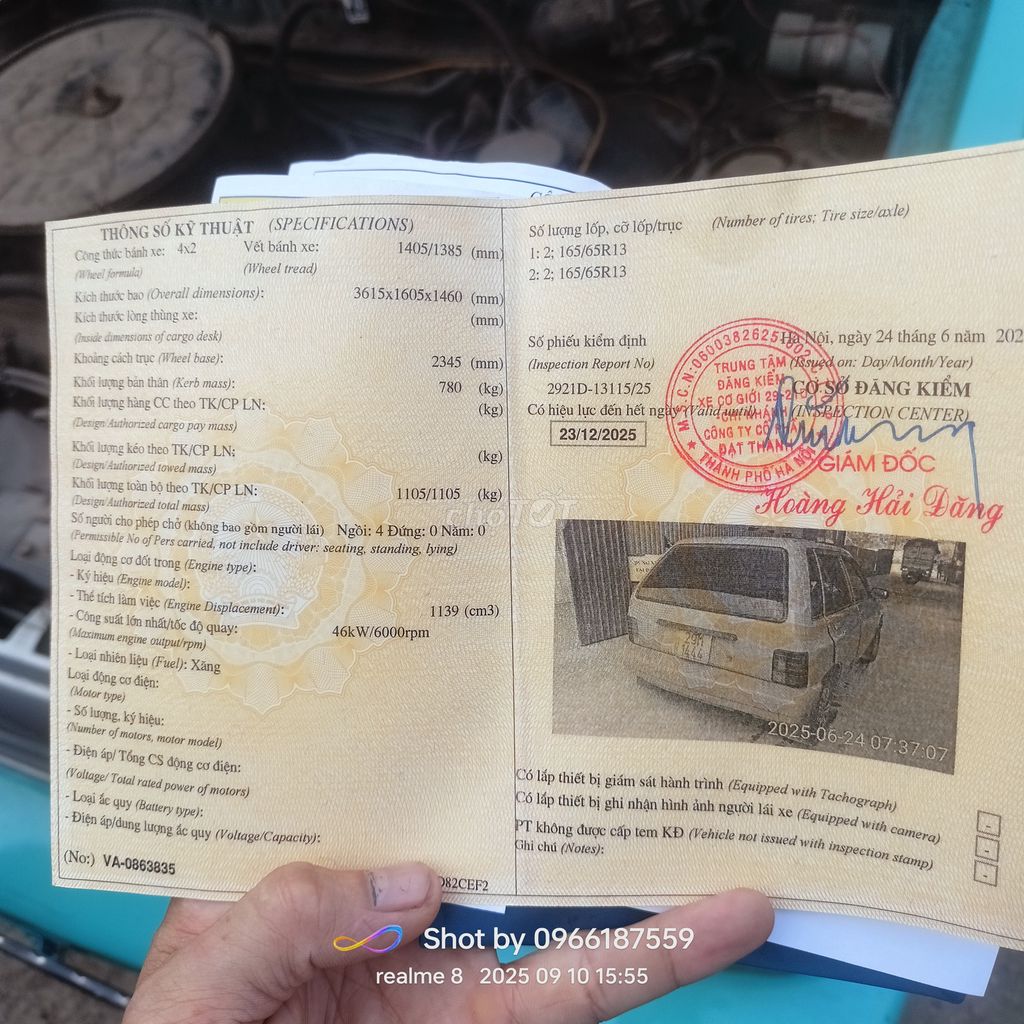 THÔNG SỐ KỸ THUẬT (SPECIFICATIONS)
Công thức bánh xe: 4x2 Vết bánh xe: 1405/1385 (mm)
(Wheel formula) (Wheel tread)
Kích thước bao (Overall dimensions): 3615x1605x1460 (mm)
Kích thước lòng thùng xe: (mm)
(Inside dimensions of cargo desk)
Khoảng cách trục (Wheel base): 2345 (mm)
Khối lượng bản thân (Kerb mass): 780 (kg)
Khối lượng hàng CC theo TK/CP LN: (kg)
(Design/Authorized cargo pay mass)
Khối lượng kéo theo TK/CP LN: (kg)
(Design/Authorized towed mass)
Khối lượng toàn bộ theo TK/CP LN: 1105/1105 (kg)
(Design/Authorized total mass)
Số người cho phép chở (không bao gồm người lái) Ngồi: 4 Đứng: 0 Nằm: 0
(Permissible No of Pers carried, not include driver: seating, standing, lying)
Loại động cơ đốt trong (Engine type):
- Ký hiệu (Engine model):
- Thể tích làm việc (Engine Displacement): 1139 (cm3)
- Công suất lớn nhất/tốc độ quay: 46kW/6000rpm
(Maximum engine output/rpm)
- Loại nhiên liệu (Fuel): Xăng
Loại động cơ điện:
(Motor type)
- Số lượng, ký hiệu:
(Number of motors, motor model)
- Điện áp/ Tổng CS động cơ điện:
(Voltage/ Total rated power of motors)
- Loại ắc quy (Battery type):
- Điện áp/dung lượng ắc quy (Voltage/Capacity):
(No:) VA-0863835
D82CEF2
Số lượng lốp, cỡ lốp/trục (Number of tires; Tire size/axle)
1: 2; 165/65R13
2: 2; 165/65R13
Số phiếu kiểm định
(Inspection Report No)
2921D-13115/25
Có hiệu lực đến hết ngày (Valid until)
23/12/2025
Hà Nội, ngày 24 tháng 6 năm 202
(Issued on: Day/Month/Year)
CƠ SỞ ĐĂNG KIỂM
(INSPECTION CENTER)
TRUNG TÂM
ĐĂNG KIỂM
XE CƠ GIỚI
CHI NHÁNH
CÔNG TY
ĐẠT THÀNH
THÀNH PHỐ HÀ NỘI
GIÁM ĐỐC
Hoàng Hải Đăng
chợTỐT
29H
2025-06-24 07:37:07
Có lắp thiết bị giám sát hành trình (Equipped with Tachograph)
Có lắp thiết bị ghi nhận hình ảnh người lái xe (Equipped with camera)
PT không được cấp tem KĐ (Vehicle not issued with inspection stamp)
Ghi chú (Notes):
Shot by 0966187559
realme 8 2025 09 10 15:55